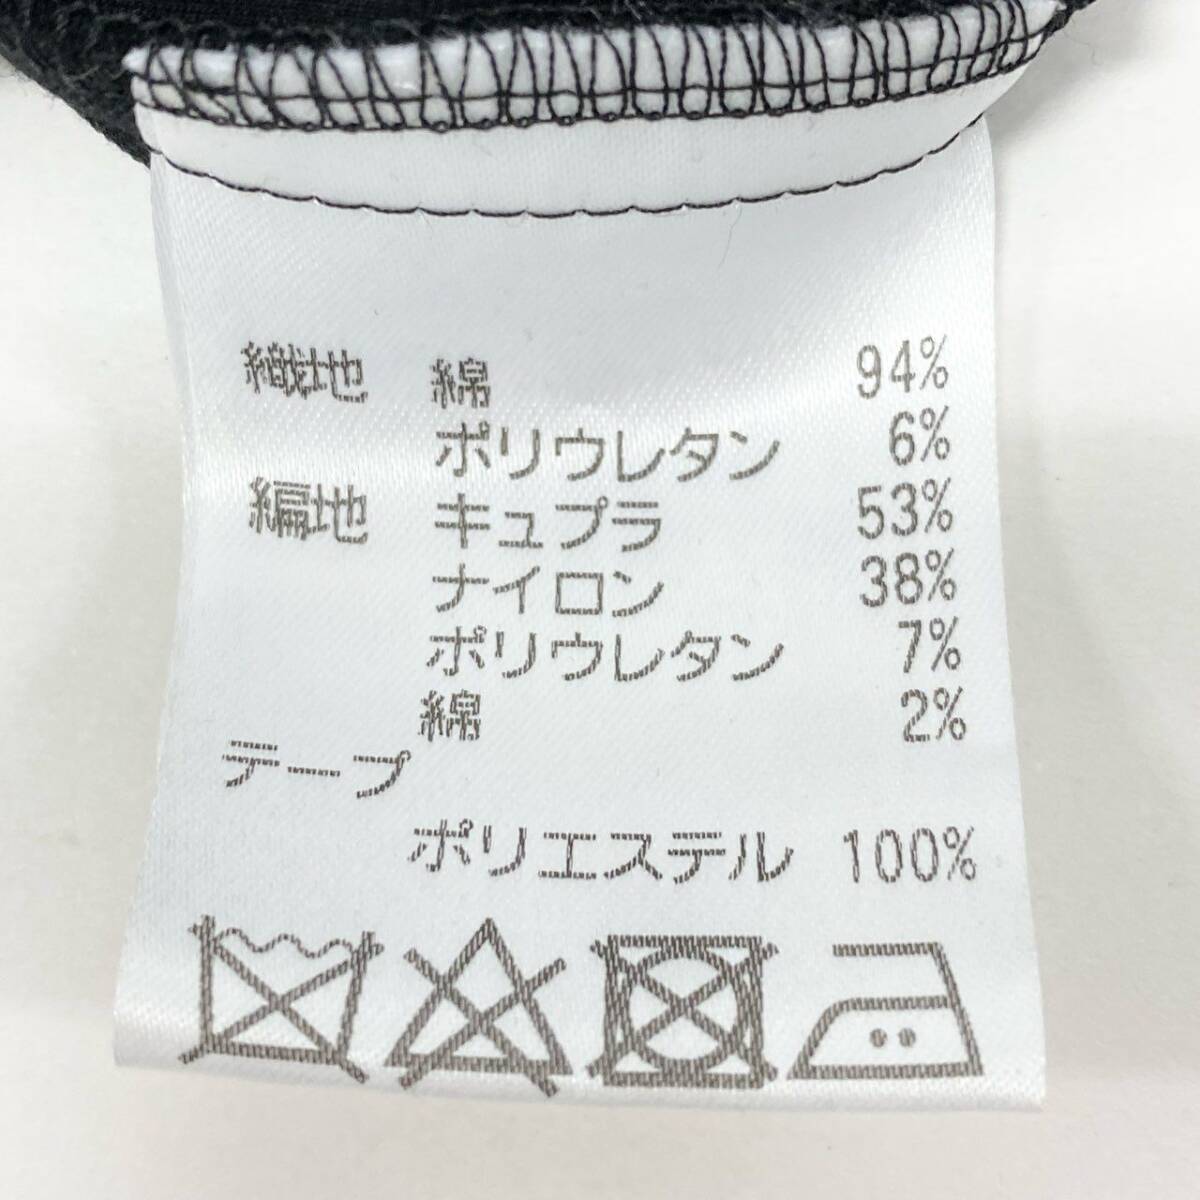 織地 綿 94%
ポリウレタン 6%
編地 キュプラ 53%
ナイロン 38%
ポリウレタン 7%
綿 2%
テープ
ポリエステル 100%